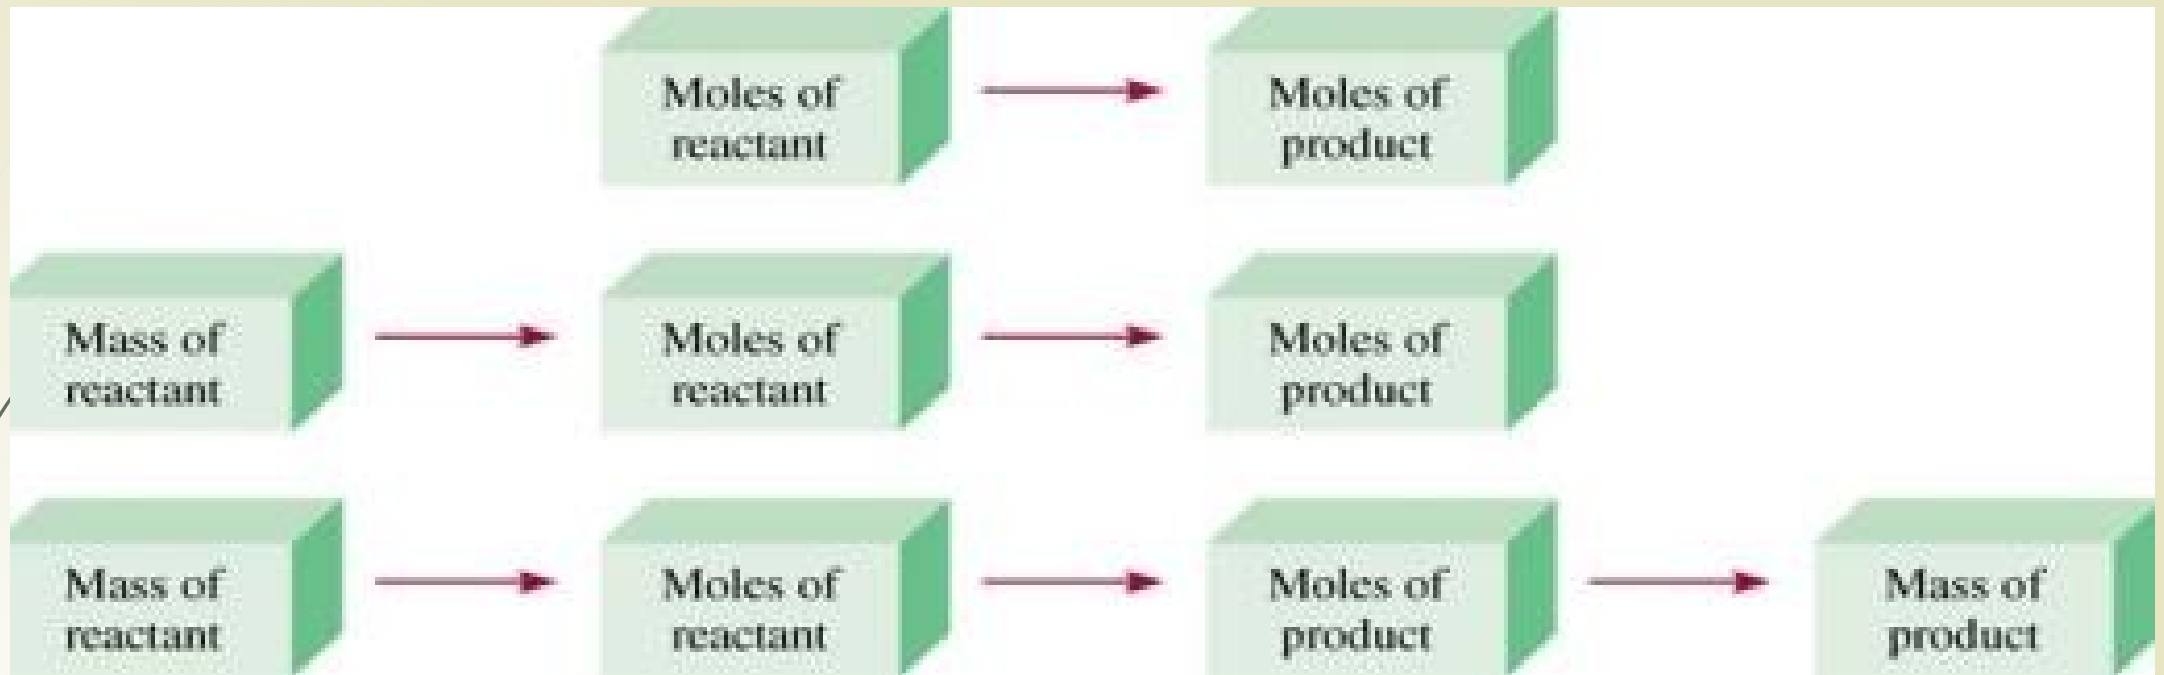 Moles of
reactant
Moles of
product
Mass of
reactant
Moles of
reactant
Moles of
product
Mass of
reactant
Moles of
reactant
Moles of
product
Mass of
product